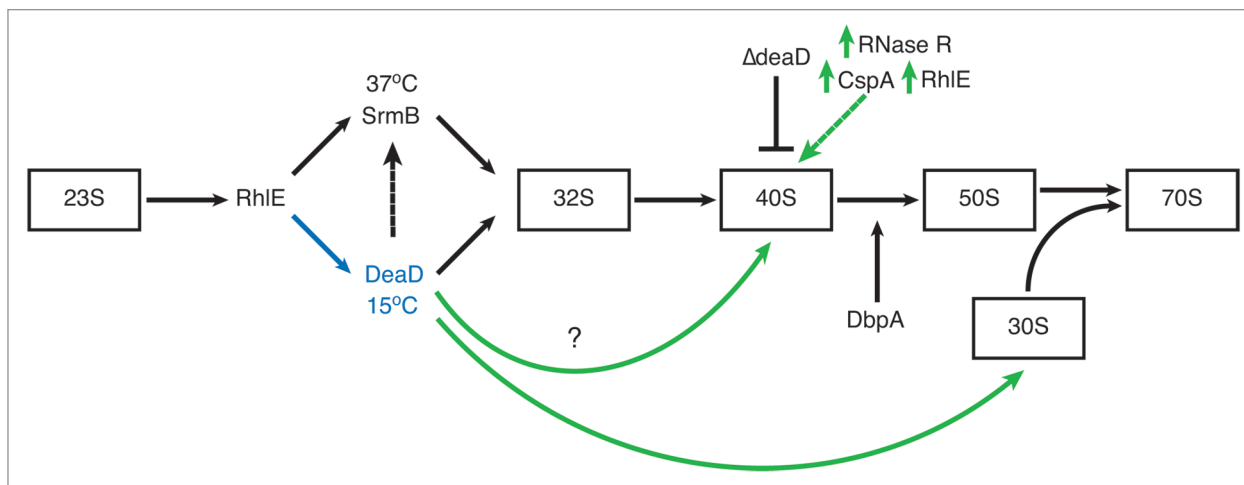 RNase R
ΔdeaD
CspA RhlE
37°C
SrmB
23S
RhlE
32S
40S
50S
70S
DeaD
15°C
DbpA
30S
?